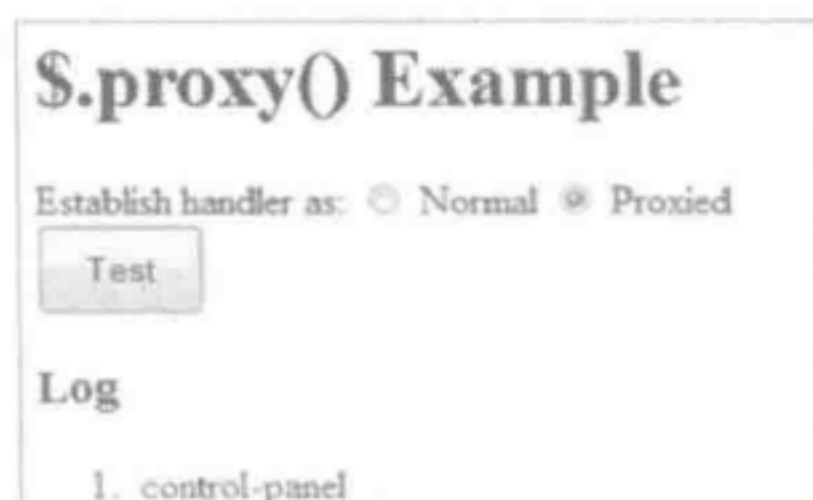 $.proxy() Example
Establish handler as: Normal Proxied
Test
Log
1. control-panel